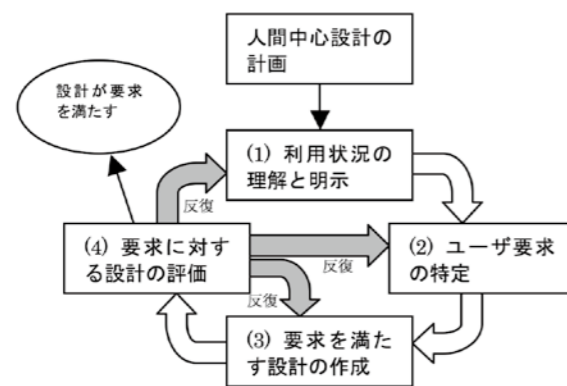 人間中心設計の
計画
設計が要求
を満たす
(1) 利用状況の
理解と明示
反復
(4) 要求に対す
る設計の評価
反復
(2) ユーザ要求
の特定
反復
(3) 要求を満た
す設計の作成